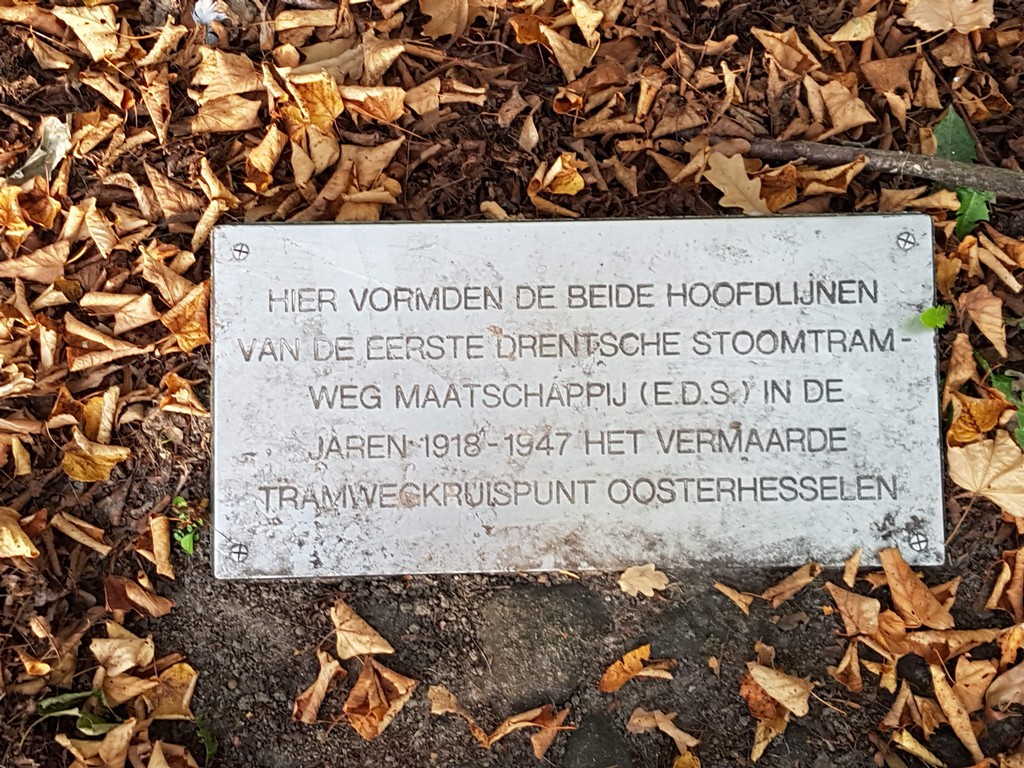 HIER VORMDEN DE BEIDE HOOFDLIJNEN
VAN DE EERSTE DRENTSCHE STOOMTRAM-
WEG MAATSCHAPPIJ (E.D.S.) IN DE
JAREN 1918-1947 HET VERMAARDE
TRAMWEGKRUISPUNT OOSTERHESSELEN